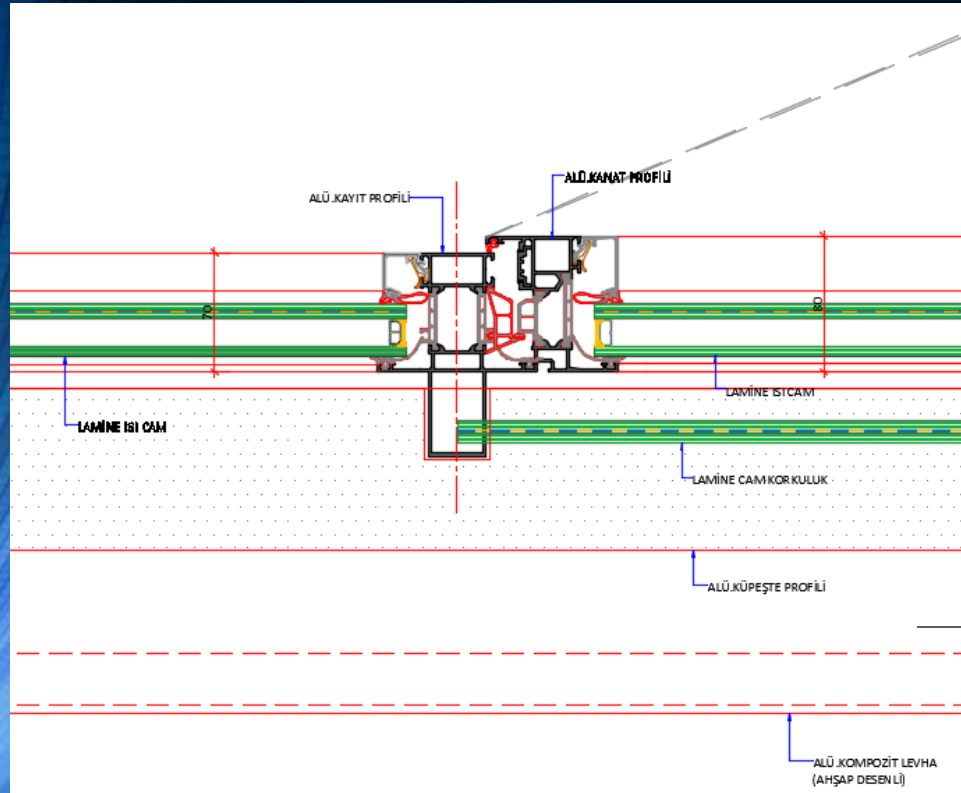 ALÜ.KANAT PROFİLİ
ALÜ.KAYIT PROFİLİ
70
80
LAMİNE ISI CAM
LAMİNE ISI CAM
LAMİNE CAM KORKULUK
ALÜ.KÜPEŞTE PROFİLİ
ALÜ.KOMPOZİT LEVHA
(AHŞAP DESENLİ)